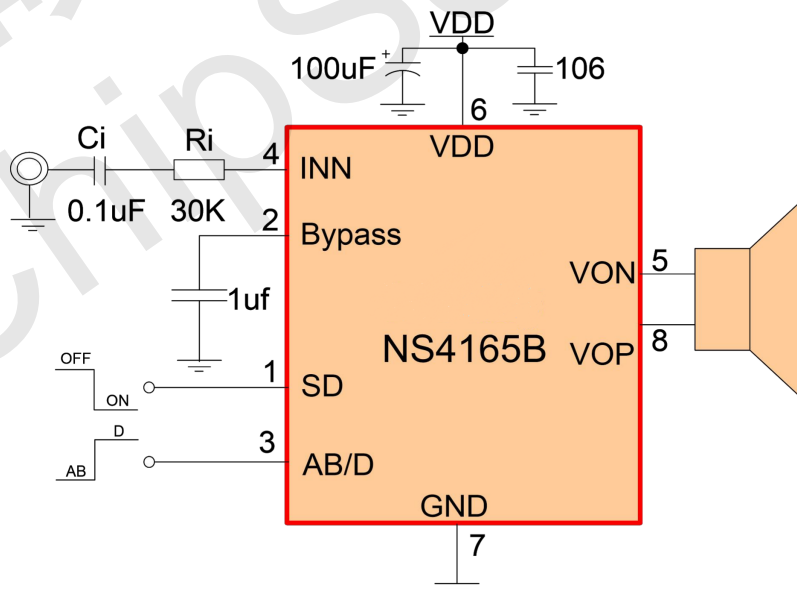 VDD
100uF
+
106
6
VDD
Ci
Ri
4
INN
0.1uF
30K
2
Bypass
1uf
VON
5
NS4165B
VOP
8
OFF
ON
1
SD
D
AB
3
AB/D
GND
7